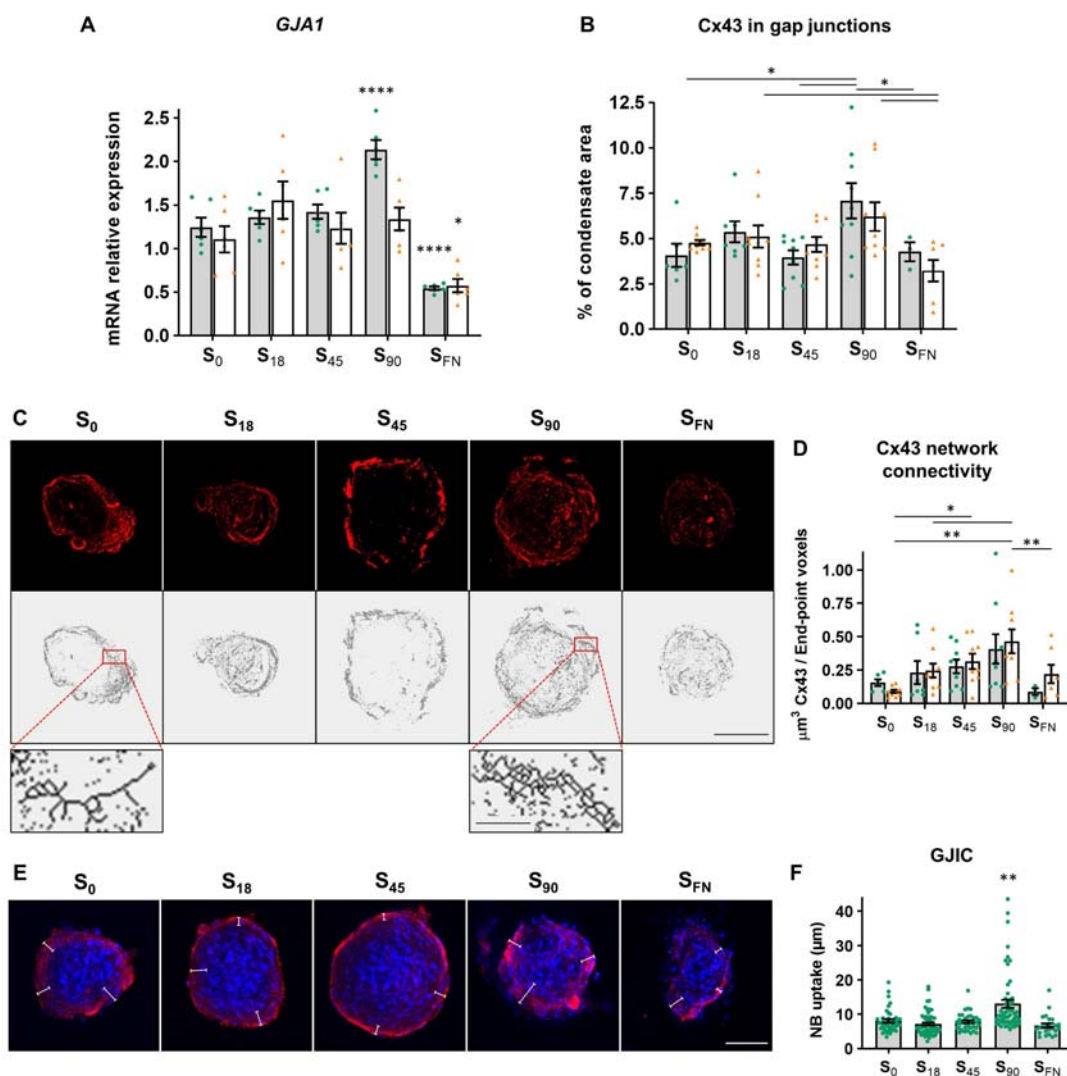 A
GJA1
mRNA relative expression
2.5
2.0
1.5
1.0
0.5
0.0
****
****
*
S0 S18 S45 S90 SFN
B
Cx43 in gap junctions
% of condensate area
12.5
10.0
7.5
5.0
2.5
0.0
*
*
S0 S18 S45 S90 SFN
C
S0 S18 S45 S90 SFN
D
Cx43 network
connectivity
µm³ Cx43 / End-point voxels
*
**
**
1.00
0.75
0.50
0.25
0.00
S0 S18 S45 S90 SFN
E
S0 S18 S45 S90 SFN
F
GJIC
**
NB uptake (µm)
40
30
20
10
0
S0 S18 S45 S90 SFN